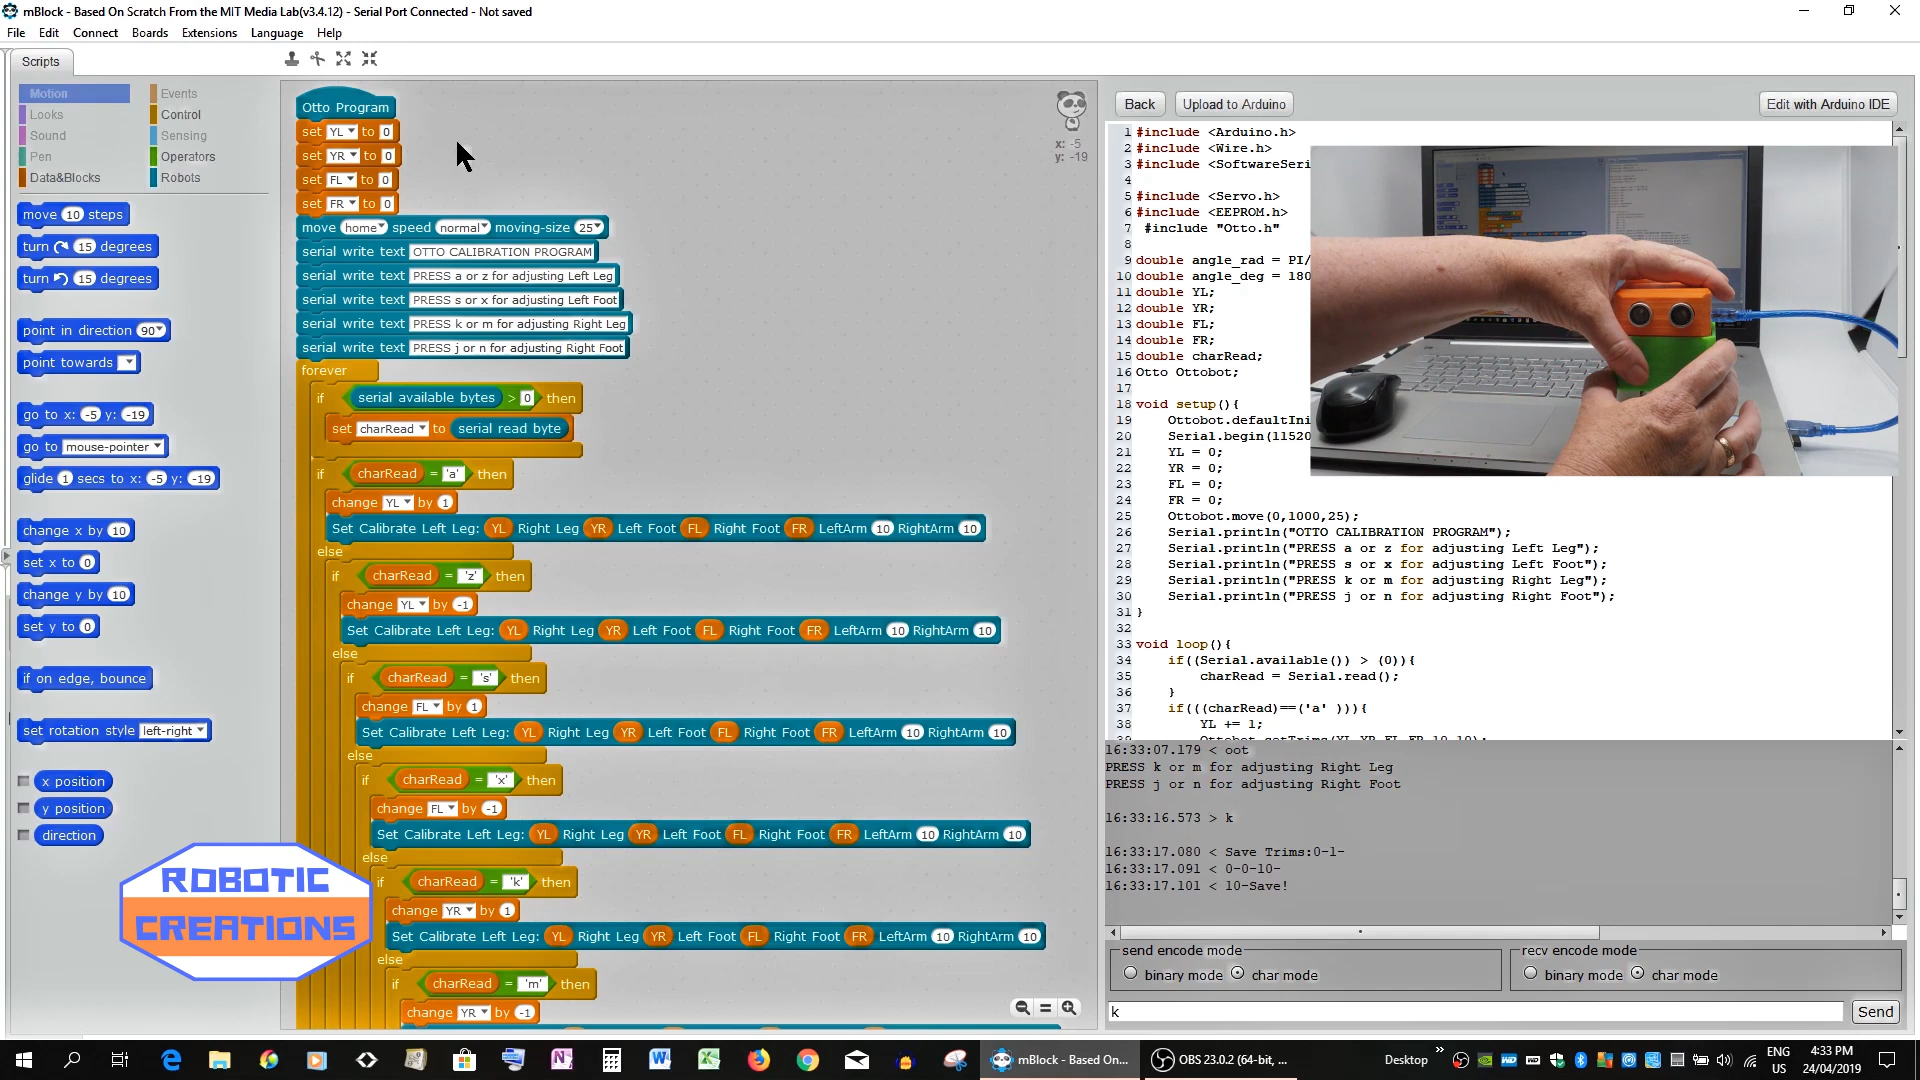 mBlock - Based On Scratch From the MIT Media Lab(v3.4.12) - Serial Port Connected - Not saved
File Edit Connect Boards Extensions Language Help
Scripts
Motion Events
Looks Control
Sound Sensing
Pen Operators
Data&Blocks Robots
move 10 steps
turn 15 degrees
turn 15 degrees
point in direction 90
point towards
go to x: -5 y: -19
go to mouse-pointer
glide 1 secs to x: -5 y: -19
change x by 10
set x to 0
change y by 10
set y to 0
if on edge, bounce
set rotation style left-right
x position
y position
direction
ROBOTIC
CREATIONS
Otto Program
set YL to 0
set YR to 0
set FL to 0
set FR to 0
move home speed normal moving-size 25
serial write text OTTO CALIBRATION PROGRAM
serial write text PRESS a or z for adjusting Left Leg
serial write text PRESS s or x for adjusting Left Foot
serial write text PRESS k or m for adjusting Right Leg
serial write text PRESS j or n for adjusting Right Foot
forever
if serial available bytes > 0 then
set charRead to serial read byte
if charRead = 'a' then
change YL by 1
Set Calibrate Left Leg: YL Right Leg YR Left Foot FL Right Foot FR LeftArm 10 RightArm 10
else
if charRead = 'z' then
change YL by -1
Set Calibrate Left Leg: YL Right Leg YR Left Foot FL Right Foot FR LeftArm 10 RightArm 10
else
if charRead = 's' then
change FL by 1
Set Calibrate Left Leg: YL Right Leg YR Left Foot FL Right Foot FR LeftArm 10 RightArm 10
else
if charRead = 'x' then
change FL by -1
Set Calibrate Left Leg: YL Right Leg YR Left Foot FL Right Foot FR LeftArm 10 RightArm 10
else
if charRead = 'k' then
change YR by 1
Set Calibrate Left Leg: YL Right Leg YR Left Foot FL Right Foot FR LeftArm 10 RightArm 10
else
if charRead = 'm' then
change YR by -1
x: -5
y: -19
Back Upload to Arduino Edit with Arduino IDE
1 #include <Arduino.h>
2 #include <Wire.h>
3 #include <SoftwareSeri
4
5 #include <Servo.h>
6 #include <EEPROM.h>
7 #include "Otto.h"
8
9 double angle_rad = PI/
10 double angle_deg = 180
11 double YL;
12 double YR;
13 double FL;
14 double FR;
15 double charRead;
16 Otto Ottobot;
17
18 void setup(){
19 Ottobot.defaultIni
20 Serial.begin(11520
21 YL = 0;
22 YR = 0;
23 FL = 0;
24 FR = 0;
25 Ottobot.move(0,1000,25);
26 Serial.println("OTTO CALIBRATION PROGRAM");
27 Serial.println("PRESS a or z for adjusting Left Leg");
28 Serial.println("PRESS s or x for adjusting Left Foot");
29 Serial.println("PRESS k or m for adjusting Right Leg");
30 Serial.println("PRESS j or n for adjusting Right Foot");
31 }
32
33 void loop(){
34 if((Serial.available()) > (0)){
35 charRead = Serial.read();
36 }
37 if(((charRead)==('a' ))){
38 YL += 1;
16:33:07.179 < oot
PRESS k or m for adjusting Right Leg
PRESS j or n for adjusting Right Foot
16:33:16.573 > k
16:33:17.080 < Save Trims:0-1-
16:33:17.091 < 0-0-10-
16:33:17.101 < 10-Save!
send encode mode recv encode mode
binary mode char mode binary mode char mode
k Send
mBlock - Based On... OBS 23.0.2 (64-bit, ... Desktop ENG 4:33 PM
US 24/04/2019